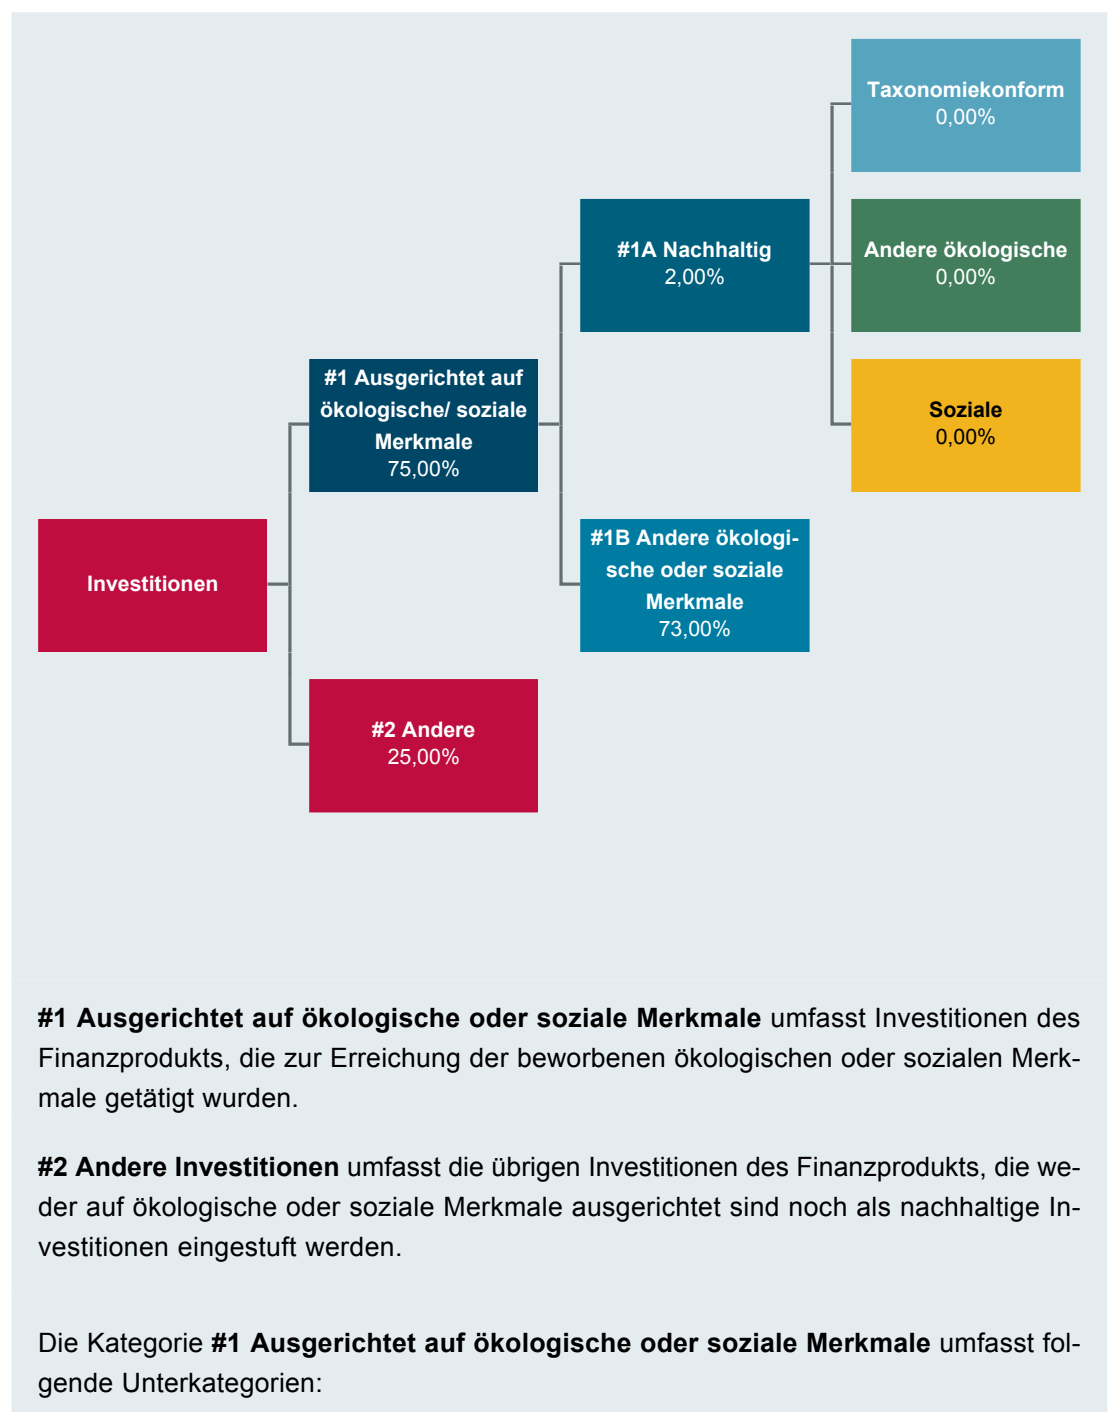 Taxonomiekonform
0,00%
#1A Nachhaltig
2,00%
Andere ökologische
0,00%
#1 Ausgerichtet auf
ökologische/ soziale
Merkmale
75,00%
Soziale
0,00%
Investitionen
#1B Andere ökologi-
sche oder soziale
Merkmale
73,00%
#2 Andere
25,00%
#1 Ausgerichtet auf ökologische oder soziale Merkmale umfasst Investitionen des
Finanzprodukts, die zur Erreichung der beworbenen ökologischen oder sozialen Merk-
male getätigt wurden.
#2 Andere Investitionen umfasst die übrigen Investitionen des Finanzprodukts, die we-
der auf ökologische oder soziale Merkmale ausgerichtet sind noch als nachhaltige In-
vestitionen eingestuft werden.
Die Kategorie #1 Ausgerichtet auf ökologische oder soziale Merkmale umfasst fol-
gende Unterkategorien: